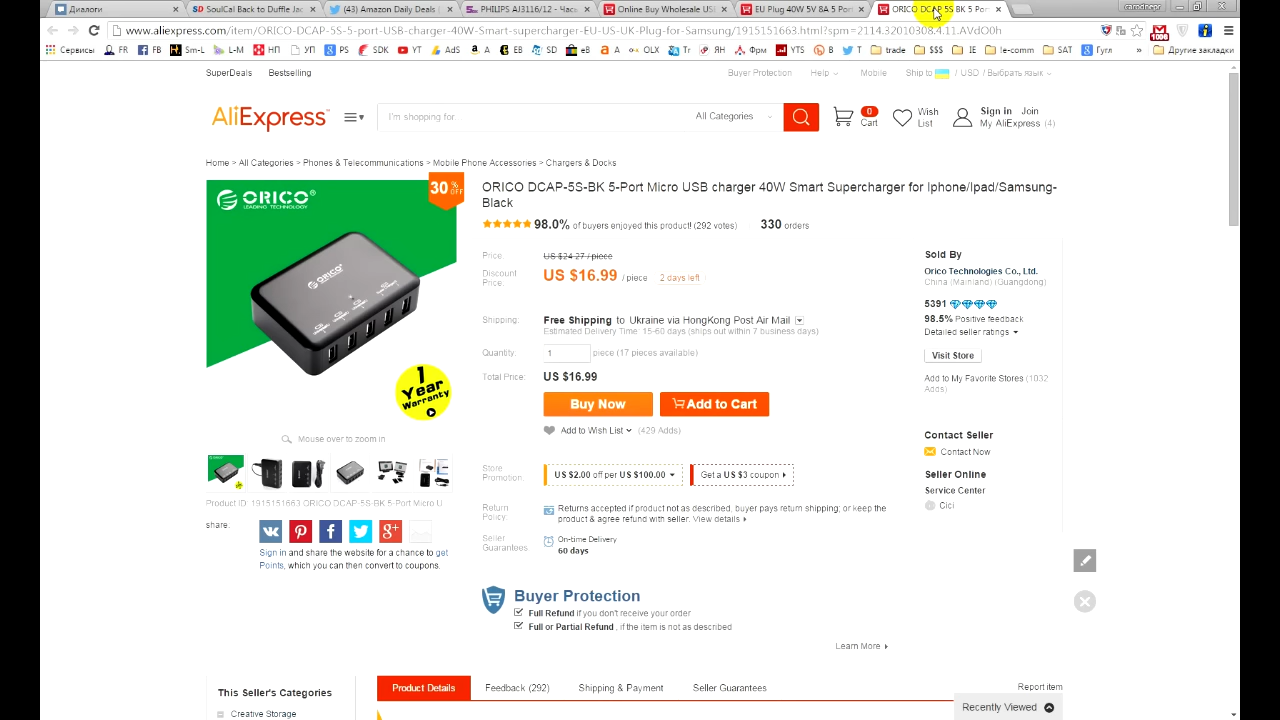 Диалоги
SoulCal Back to Duffle Jack
(43) Amazon Daily Deals (
PHILIPS AJ3116/12 - Часы
Online Buy Wholesale US
EU Plug 40W 5V 8A 5 Port
ORICO DCAP-5S BK 5 Port
carodnepr
www.aliexpress.com/item/ORICO-DCAP-5S-5-port-USB-charger-40W-Smart-supercharger-EU-US-UK-Plug-for-Samsung/1915151663.html?spm=2114.32010308.4.11.AVdO0h
Сервисы FR FB Sm-L L-M НП УП PS SDK YT AdS A EB SD eB A OLX Тг ЯН Фрм YTS B T trade $$$ IE !e-comm SAT Гугл » Другие закладки
SuperDeals Bestselling
Buyer Protection Help Mobile Ship to / USD / Выбрать язык
AliExpress
I'm shopping for...
All Categories
0
Cart
Wish
List
Sign in Join
My AliExpress (4)
Home > All Categories > Phones & Telecommunications > Mobile Phone Accessories > Chargers & Docks
ORICO
LEADING TECHNOLOGY
30 % OFF
ORICO
1
Year
Warranty
ORICO DCAP-5S-BK 5-Port Micro USB charger 40W Smart Supercharger for Iphone/Ipad/Samsung-
Black
98.0% of buyers enjoyed this product! (292 votes) 330 orders
Price: US $24.27 / piece
Discount
Price: US $16.99 / piece 2 days left
Shipping: Free Shipping to Ukraine via HongKong Post Air Mail
Estimated Delivery Time: 15-60 days (ships out within 7 business days)
Quantity: 1 piece (17 pieces available)
Total Price: US $16.99
Buy Now Add to Cart
Add to Wish List (429 Adds)
Store
Promotion: US $2.00 off per US $100.00 Get a US $3 coupon
Return
Policy: Returns accepted if product not as described, buyer pays return shipping; or keep the
product & agree refund with seller. View details
Seller
Guarantees: On-time Delivery
60 days
Sold By
Orico Technologies Co., Ltd.
China (Mainland) (Guangdong)
5391
98.5% Positive feedback
Detailed seller ratings
Visit Store
Add to My Favorite Stores (1032
Adds)
Contact Seller
Contact Now
Seller Online
Service Center
Cici
Mouse over to zoom in
Product ID: 1915151663 ORICO DCAP-5S-BK 5-Port Micro U
share:
Sign in and share the website for a chance to get
Points, which you can then convert to coupons.
Buyer Protection
Full Refund if you don't receive your order
Full or Partial Refund , if the item is not as described
Learn More
This Seller's Categories
Creative Storage
Product Details Feedback (292) Shipping & Payment Seller Guarantees
Report item
Recently Viewed